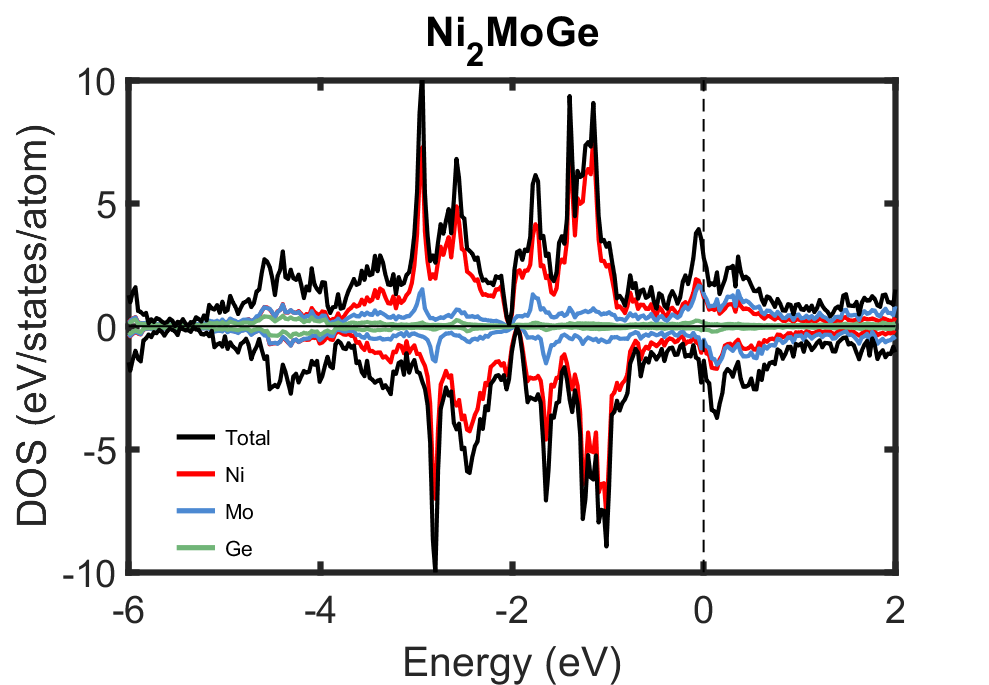 Ni2MoGe
DOS (eV/states/atom)
10
5
0
0
-5
-10
Total
Ni
Mo
Ge
-6 -4 -2 0 2
Energy (eV)